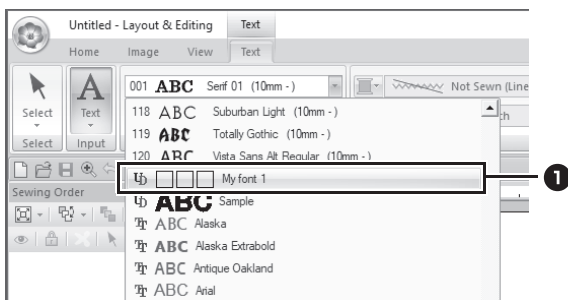 Untitled - Layout & Editing Text
Home Image View Text
Select
Text
Select Input
001 ABC Serif 01 (10mm - )
Not Sewn (Line
118 ABC Suburban Light (10mm - )
119 ABC Totally Gothic (10mm - )
120 ABC Vista Sans Alt Regular (10mm - )
My font 1
1
ABC Sample
Sewing Order
ABC Alaska
ABC Alaska Extrabold
ABC Antique Oakland
ABC Arial